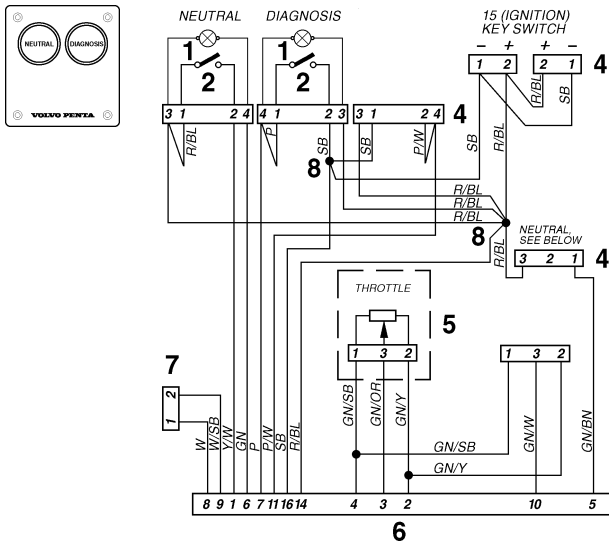 NEUTRAL DIAGNOSIS
VOLVO PENTA
NEUTRAL DIAGNOSIS
15 (IGNITION)
KEY SWITCH
1 1
2 2
− + + −
1 2 2 1 4
3 1 2 4 4 1 2 3 3 1 2 4 4
R/BL P SB SB P/W SB R/BL R/BL SB
8
R/BL
R/BL
R/BL
8
R/BL
NEUTRAL,
SEE BELOW
3 2 1 4
THROTTLE
5
1 3 2
1 3 2
7
2
1
W W/SB Y/W GN P P/W SB R/BL GN/SB GN/OR GN/Y GN/W GN/BN
GN/SB
GN/Y
8 9 1 6 7 11 16 14 4 3 2 10 5
6